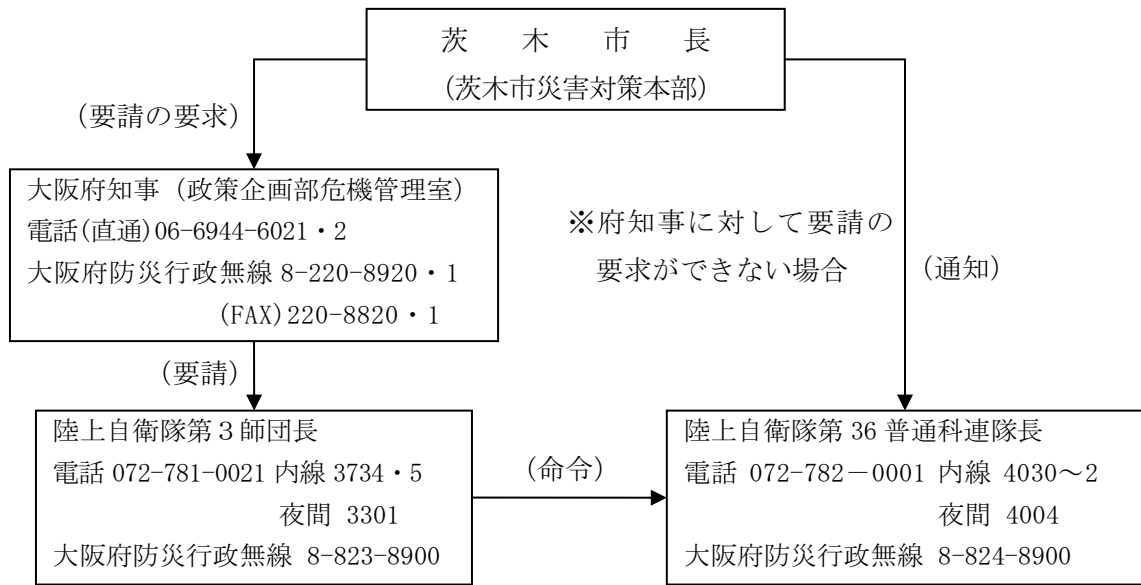 茨木市長
(茨木市災害対策本部)
(要請の要求)
大阪府知事（政策企画部危機管理室)
電話(直通)06-6944-6021・2
大阪府防災行政無線 8-220-8920・1
(FAX)220-8820・1
※府知事に対して要請の
要求ができない場合
(通知)
(要請)
陸上自衛隊第３師団長
電話 072-781-0021 内線 3734・5
夜間 3301
大阪府防災行政無線 8-823-8900
(命令)
陸上自衛隊第 36 普通科連隊長
電話 072-782－0001 内線 4030～2
夜間 4004
大阪府防災行政無線 8-824-8900